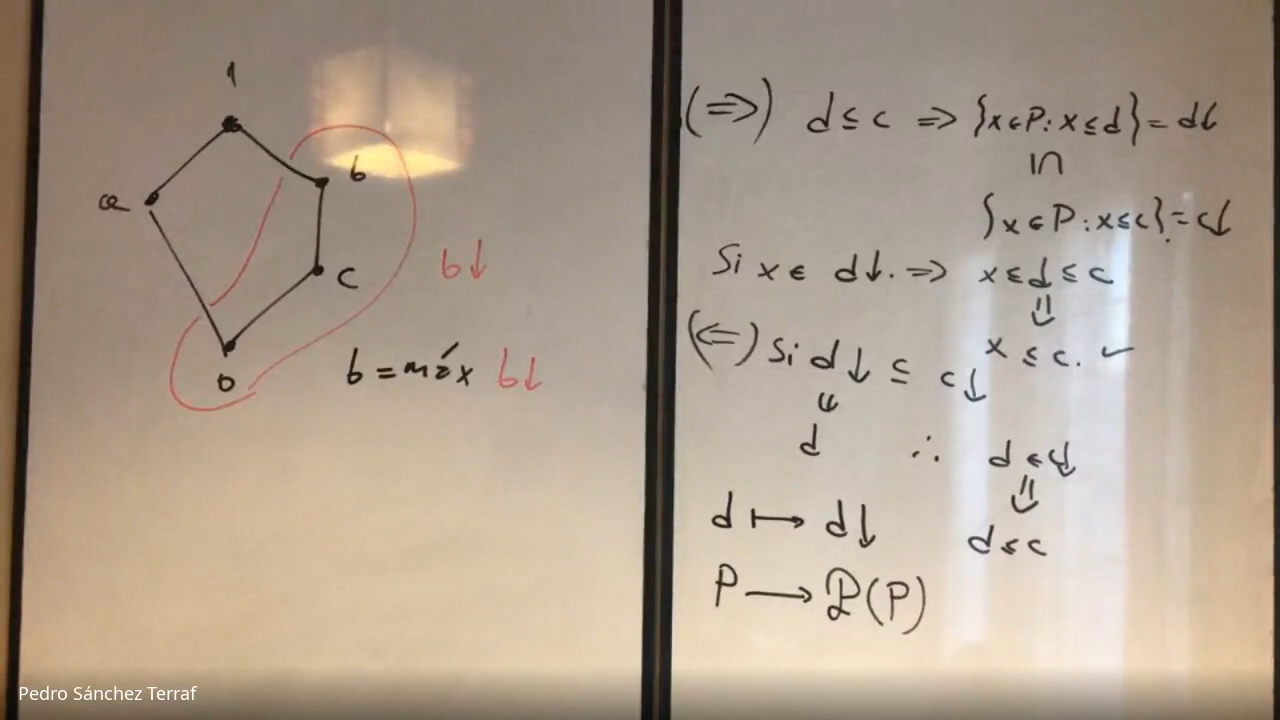 1
a
b
c
0
b↓
b = máx b↓
(⇒) d ≤ c ⇒ {x ∈ P : x ≤ d} = d↓
⊆
{x ∈ P : x ≤ c} = c↓
Si x ∈ d↓. ⇒ x ≤ d ≤ c
⇓
x ≤ c. ✓
(⇐) Si d↓ ⊆ c↓
∈
d ∴ d ∈ c↓
⇓
d ≤ c
d ↦ d↓
P → 𝒫(P)
Pedro Sánchez Terraf